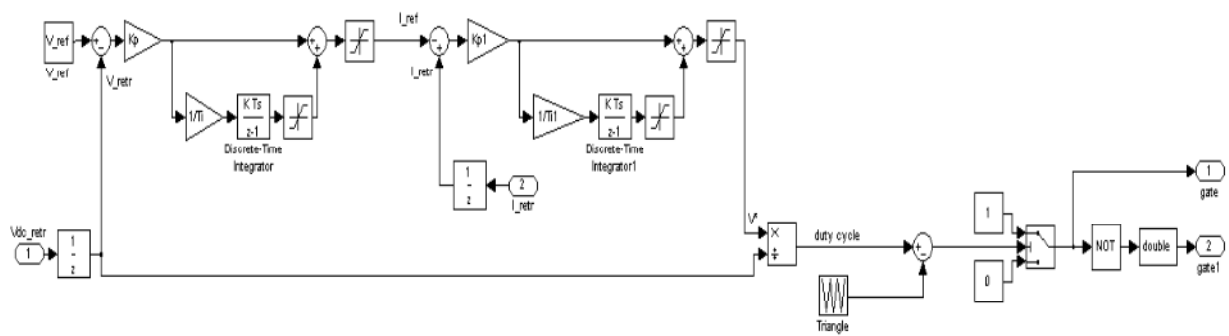 V_ref
V_ref
V_retr
Kp
1/Ti
K Ts
z-1
Discrete-Time
Integrator
I_ref
I_retr
Kp1
1/Ti1
K Ts
z-1
Discrete-Time
Integrator1
1
z
2
I_retr
Vdc_retr
1
1
z
V*
×
÷
duty cycle
Triangle
1
0
NOT
double
1
gate
2
gate1